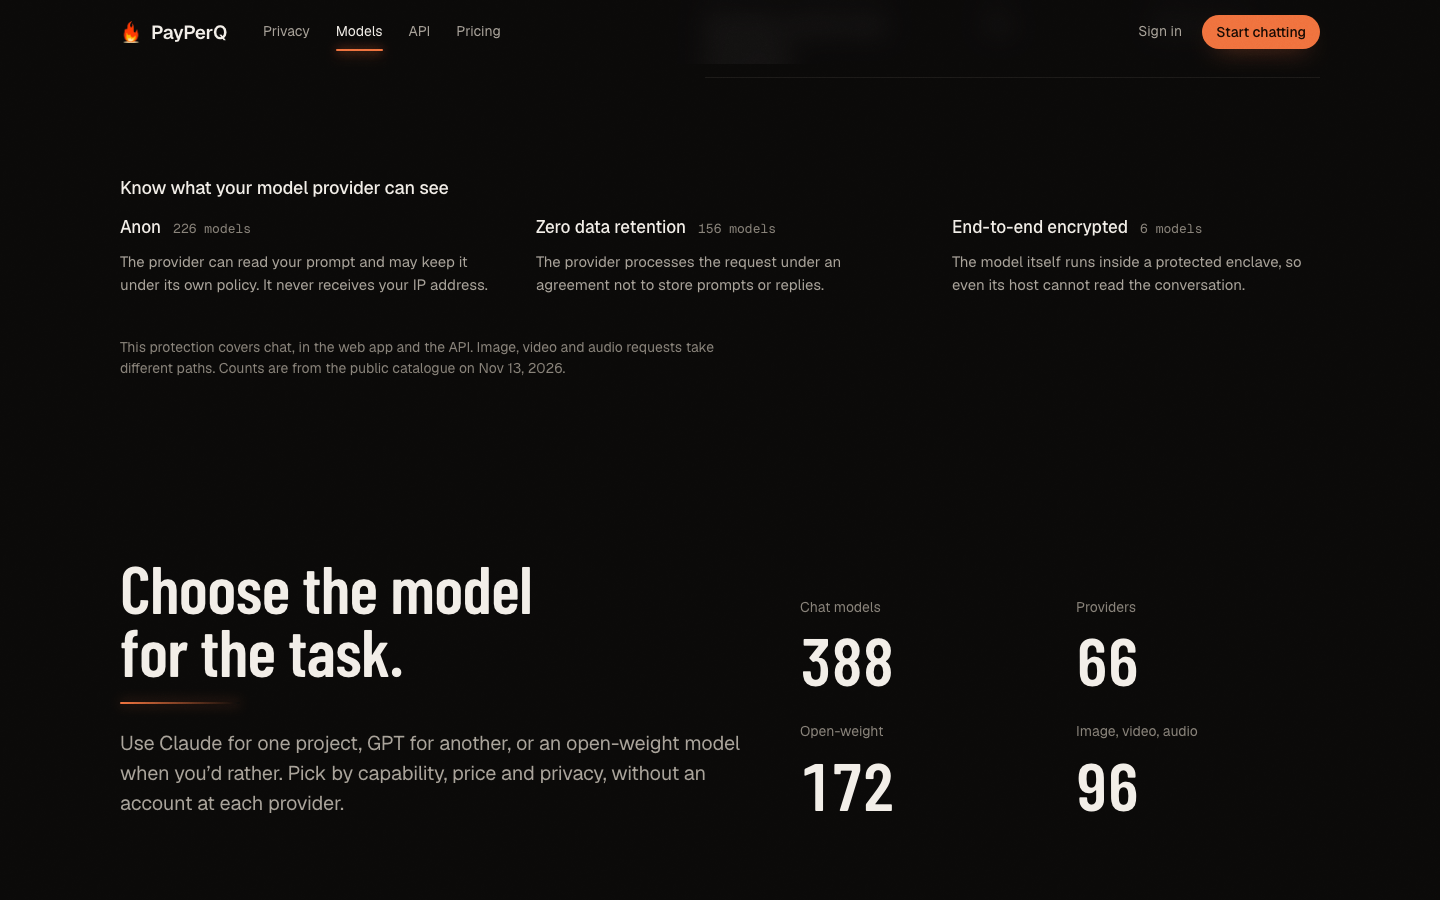 PayPerQ
Privacy
Models
API
Pricing
Sign in
Start chatting
Know what your model provider can see
Anon 226 models
The provider can read your prompt and may keep it
under its own policy. It never receives your IP address.
Zero data retention 156 models
The provider processes the request under an
agreement not to store prompts or replies.
End-to-end encrypted 6 models
The model itself runs inside a protected enclave, so
even its host cannot read the conversation.
This protection covers chat, in the web app and the API. Image, video and audio requests take
different paths. Counts are from the public catalogue on Nov 13, 2026.
Choose the model
for the task.
Use Claude for one project, GPT for another, or an open-weight model
when you’d rather. Pick by capability, price and privacy, without an
account at each provider.
Chat models
388
Providers
66
Open-weight
172
Image, video, audio
96